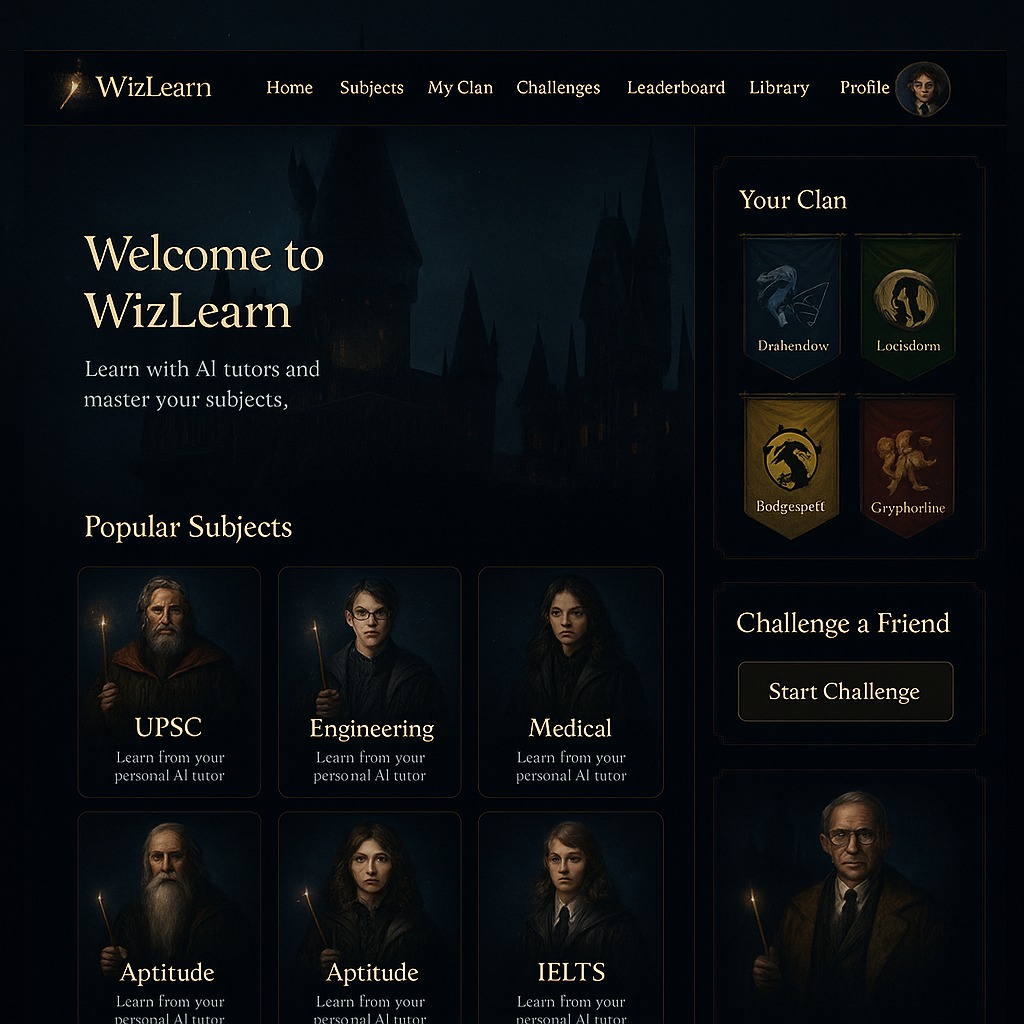 WizLearn
Home Subjects My Clan Challenges Leaderboard Library Profile
Welcome to
WizLearn
Learn with AI tutors and
master your subjects,
Popular Subjects
UPSC
Learn from your
personal AI tutor
Engineering
Learn from your
personal AI tutor
Medical
Learn from your
personal AI tutor
Aptitude
Learn from your
personal AI tutor
Aptitude
Learn from your
personal AI tutor
IELTS
Learn from your
personal AI tutor
Your Clan
Drahendow
Locisdorm
Bodgespett
Gryphorline
Challenge a Friend
Start Challenge